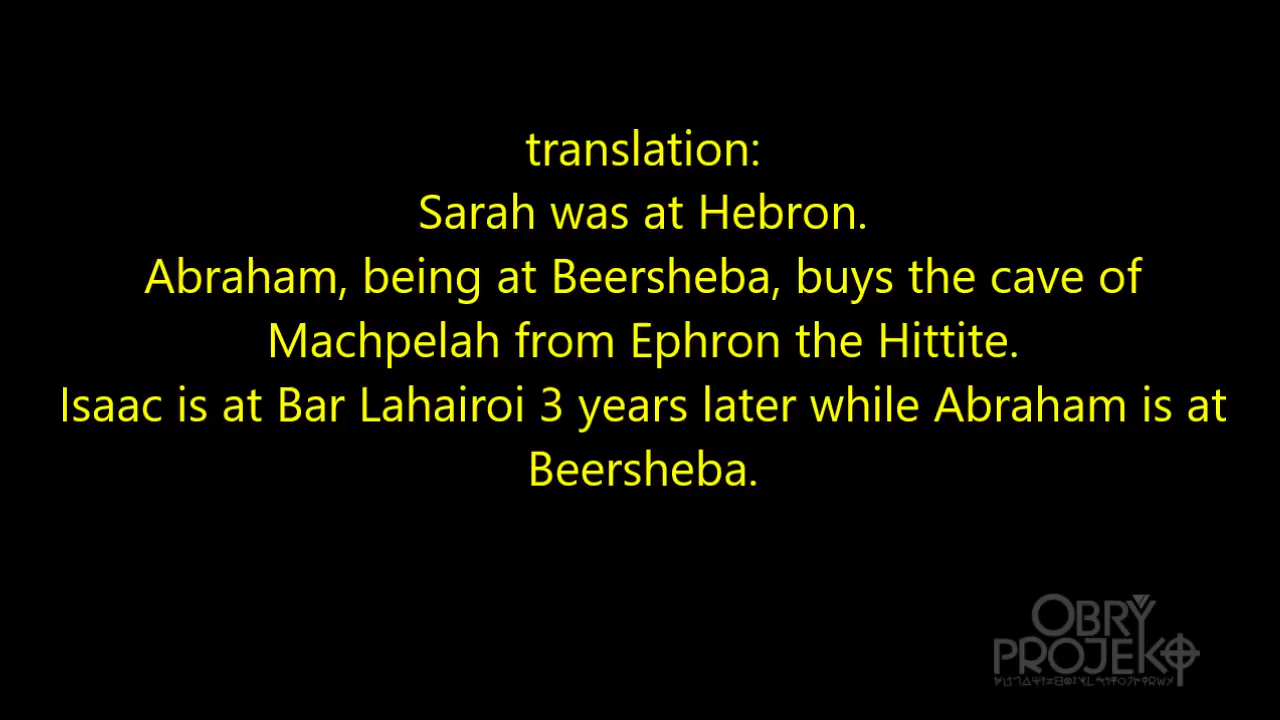 translation:
Sarah was at Hebron.
Abraham, being at Beersheba, buys the cave of
Machpelah from Ephron the Hittite.
Isaac is at Bar Lahairoi 3 years later while Abraham is at
Beersheba.
OBRY
PROJEKT